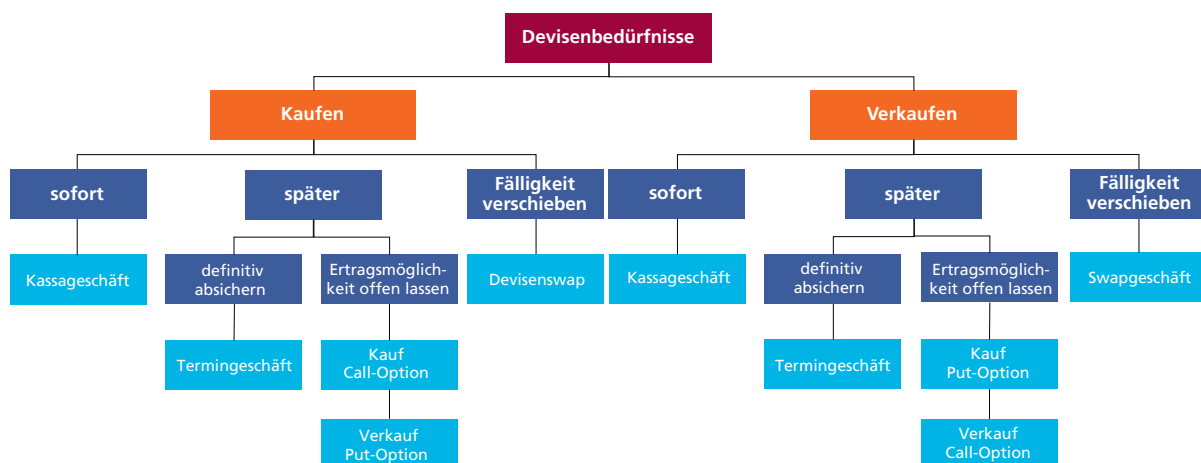 Devisenbedürfnisse
Kaufen
Verkaufen
sofort
später
Fälligkeit
verschieben
sofort
später
Fälligkeit
verschieben
Kassageschäft
definitiv
absichern
Ertragsmöglich-
keit offen lassen
Devisenswap
Kassageschäft
definitiv
absichern
Ertragsmöglich-
keit offen lassen
Swapgeschäft
Termingeschäft
Kauf
Call-Option
Termingeschäft
Kauf
Put-Option
Verkauf
Put-Option
Verkauf
Call-Option